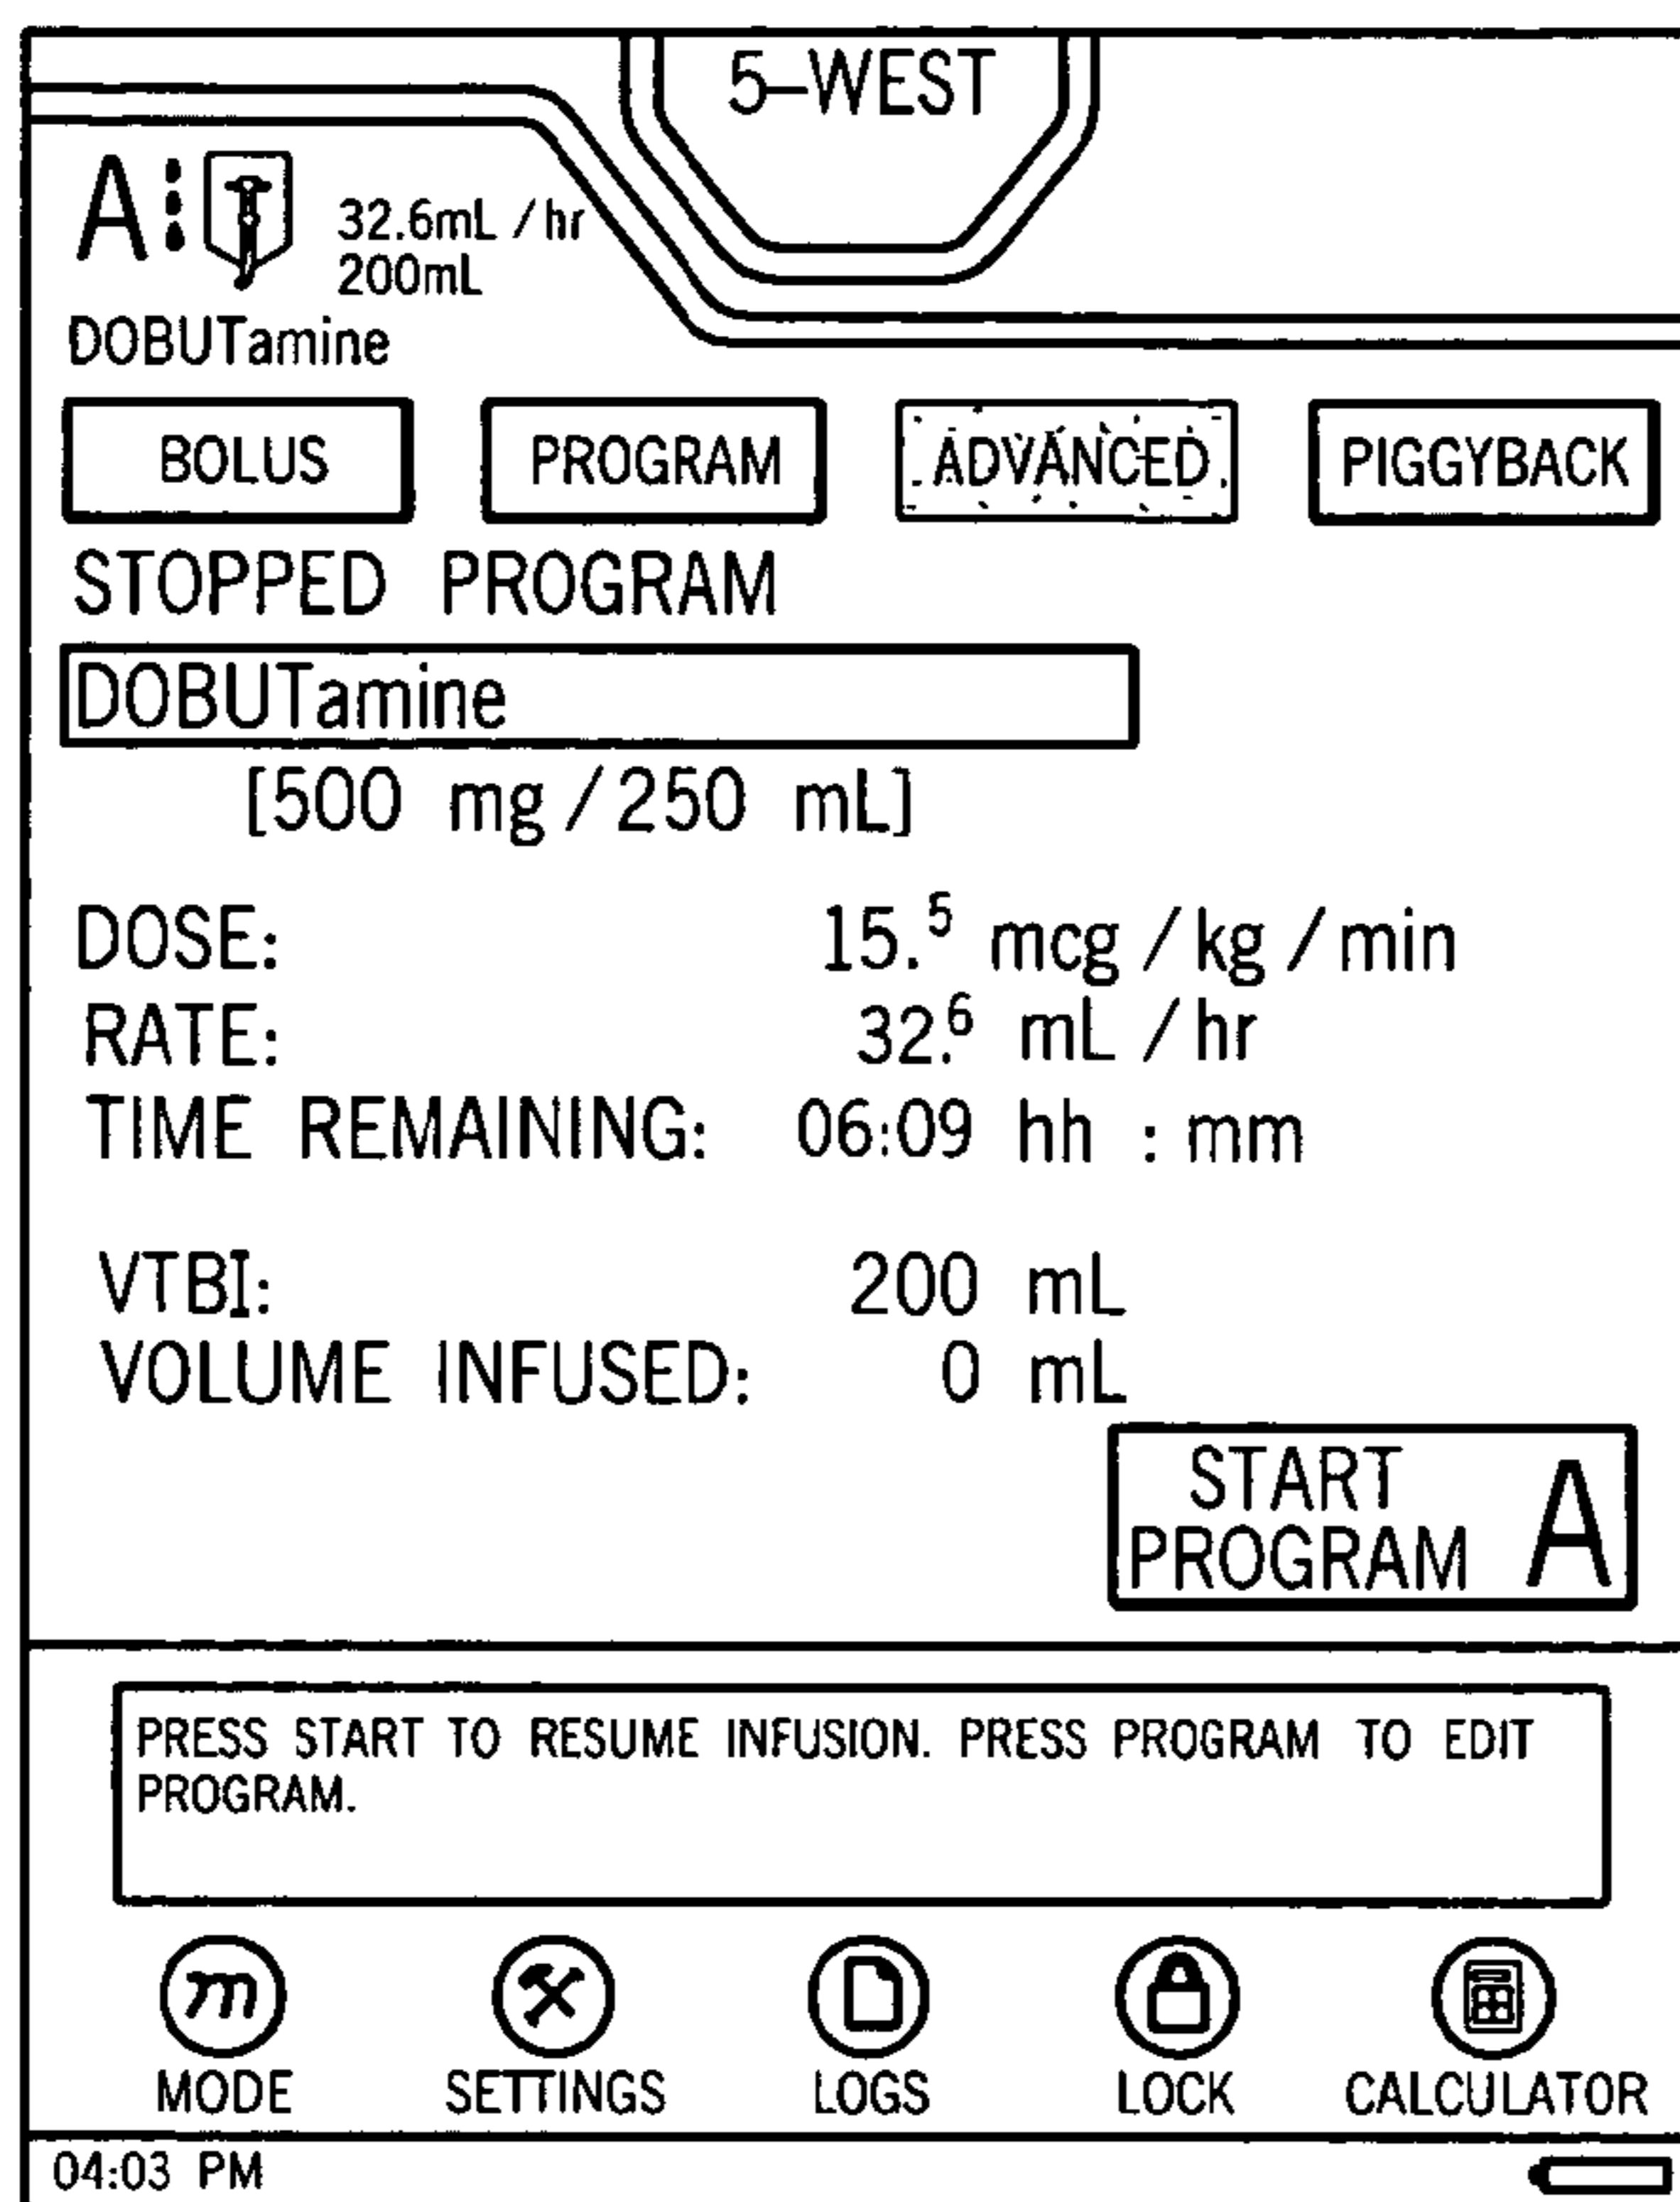 5–WEST
A
32.6mL /hr
200mL
DOBUTamine
BOLUS PROGRAM ADVANCED PIGGYBACK
STOPPED PROGRAM
DOBUTamine
[500 mg/250 mL]
DOSE: 15.5 mcg/kg/min
RATE: 32.6 mL/hr
TIME REMAINING: 06:09 hh : mm
VTBI: 200 mL
VOLUME INFUSED: 0 mL
START
PROGRAM A
PRESS START TO RESUME INFUSION. PRESS PROGRAM TO EDIT
PROGRAM.
m
MODE SETTINGS LOGS LOCK CALCULATOR
04:03 PM